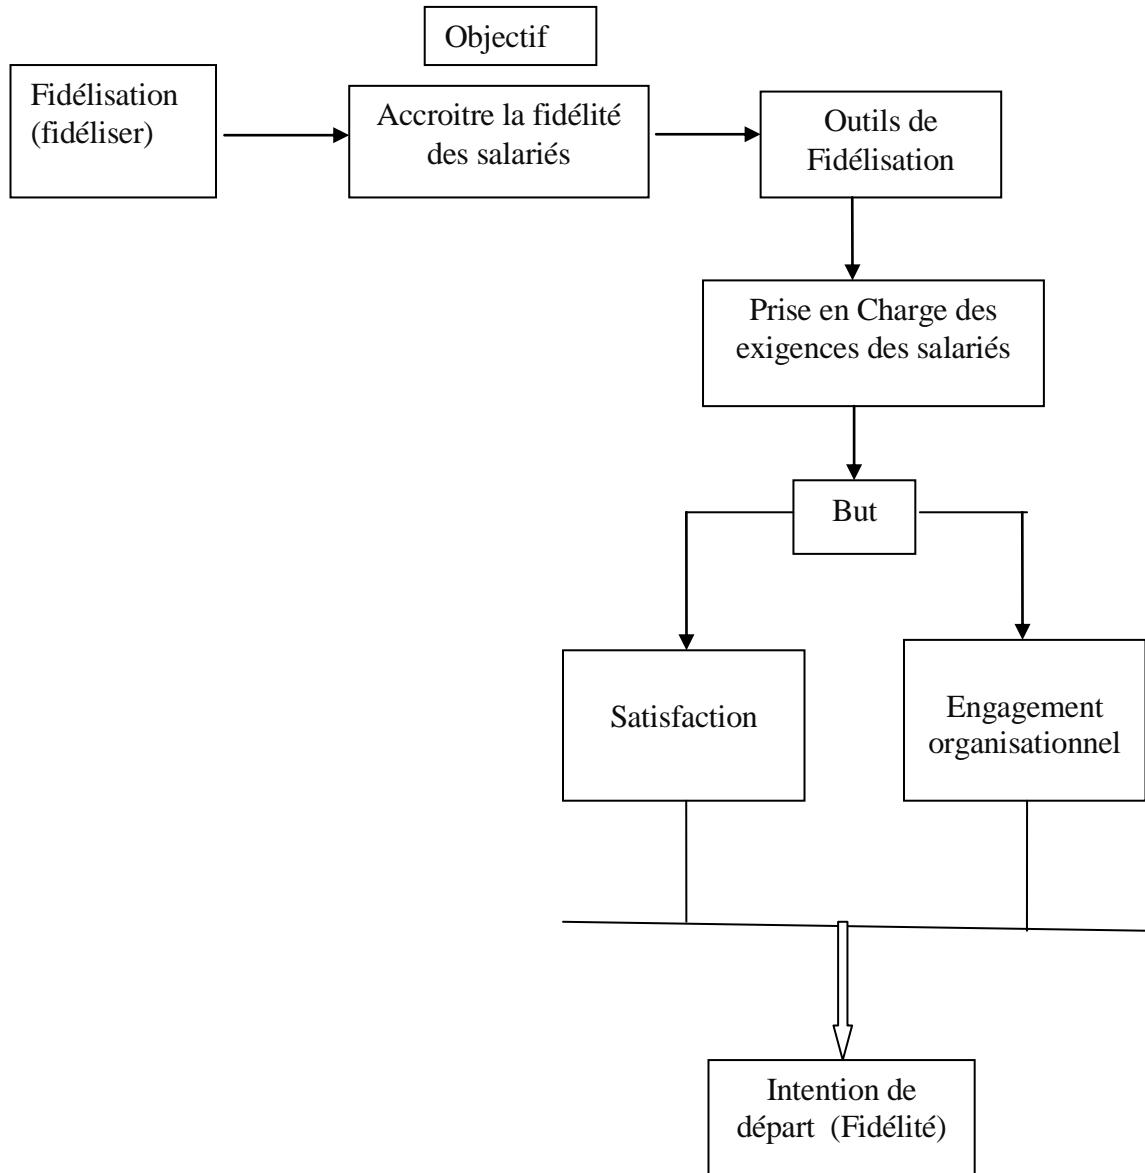 Objectif
Fidélisation
(fidéliser)
Accroitre la fidélité
des salariés
Outils de
Fidélisation
Prise en Charge des
exigences des salariés
But
Satisfaction
Engagement
organisationnel
Intention de
départ (Fidélité)